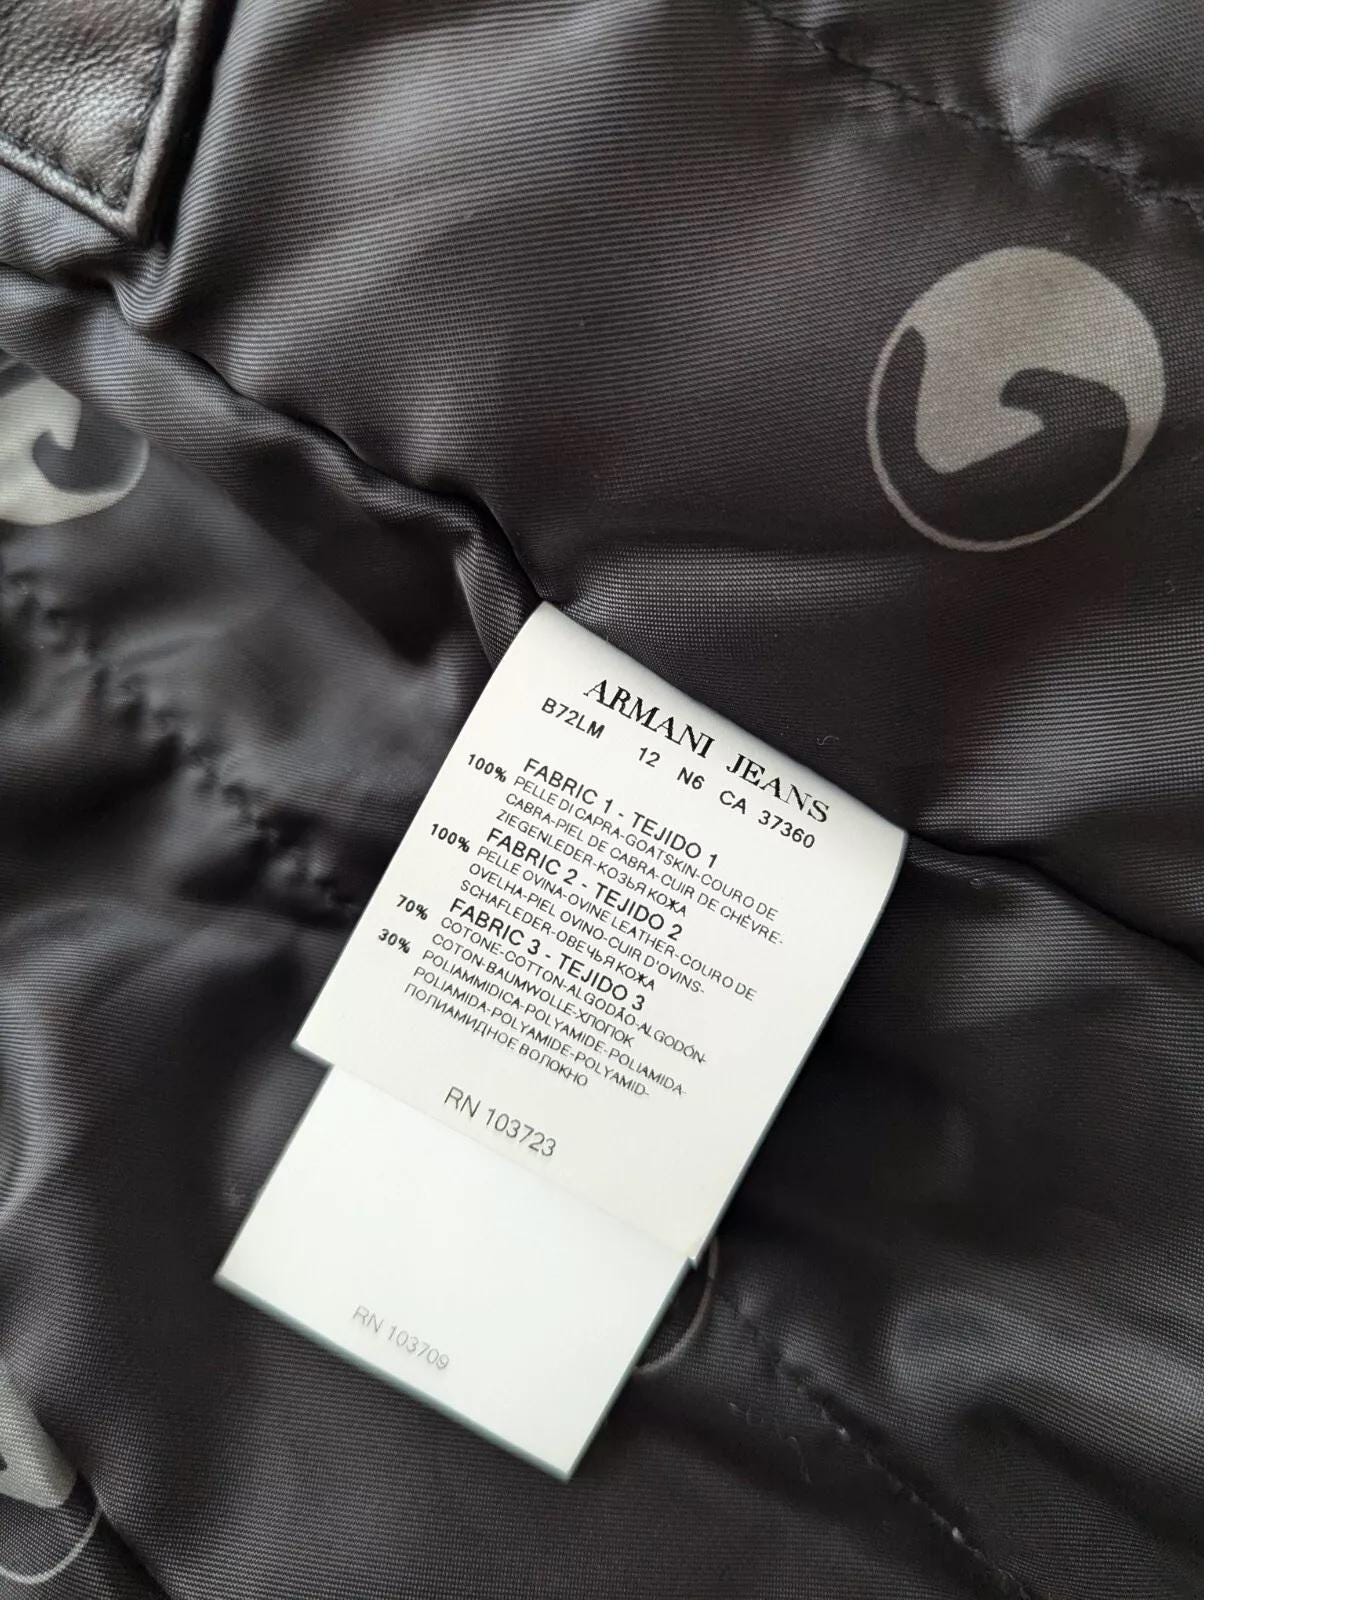 ARMANI JEANS
B72LM 12 N6 CA 37360
FABRIC 1 - TEJIDO 1
100% PELLE DI CAPRA-GOATSKIN-COURO DE
CABRA-PIEL DE CABRA-CUIR DE CHÈVRE-
ZIEGENLEDER-КОЗЬЯ КОЖА
FABRIC 2 - TEJIDO 2
100% PELLE OVINA-OVINE LEATHER-COURO DE
OVELHA-PIEL OVINO-CUIR D'OVINS-
SCHAFLEDER-ОВЕЧЬЯ КОЖА
FABRIC 3 - TEJIDO 3
70% COTONE-COTTON-ALGODÃO-ALGODÓN-
COTON-BAUMWOLLE-ХЛОПОК
30% POLIAMMIDICA-POLYAMIDE-POLIAMIDA-
POLIAMIDA-POLYAMIDE-POLYAMID-
ПОЛИАМИДНОЕ ВОЛОКНО
RN 103723
RN 103709